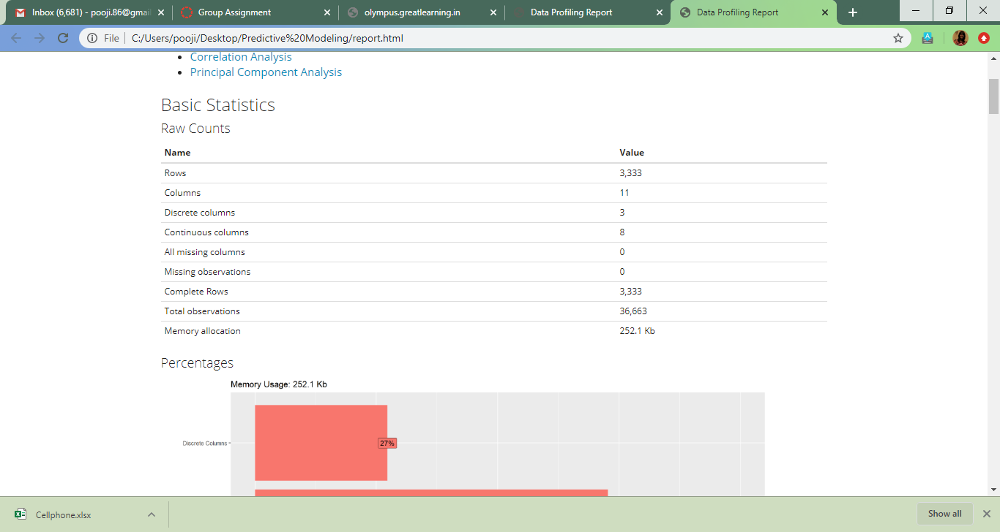 Inbox (6,681) - pooji.86@gmai
Group Assignment
olympus.greatlearning.in
Data Profiling Report
Data Profiling Report
File
C:/Users/pooji/Desktop/Predictive%20Modeling/report.html
Correlation Analysis
Principal Component Analysis
Basic Statistics
Raw Counts
Name Value
Rows 3,333
Columns 11
Discrete columns 3
Continuous columns 8
All missing columns 0
Missing observations 0
Complete Rows 3,333
Total observations 36,663
Memory allocation 252.1 Kb
Percentages
Memory Usage: 252.1 Kb
Discrete Columns
27%
Cellphone.xlsx
Show all